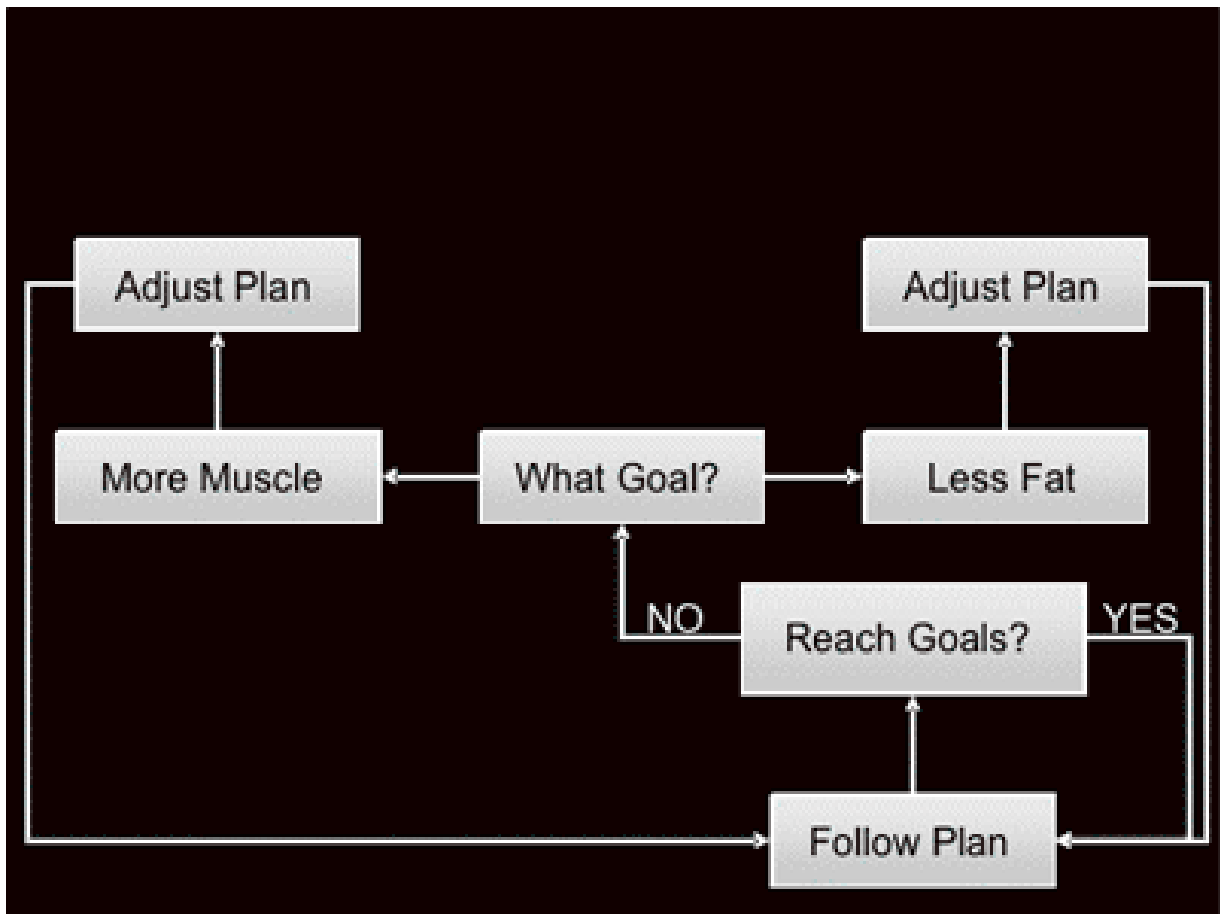 Adjust Plan
Adjust Plan
More Muscle
What Goal?
Less Fat
NO
Reach Goals?
YES
Follow Plan